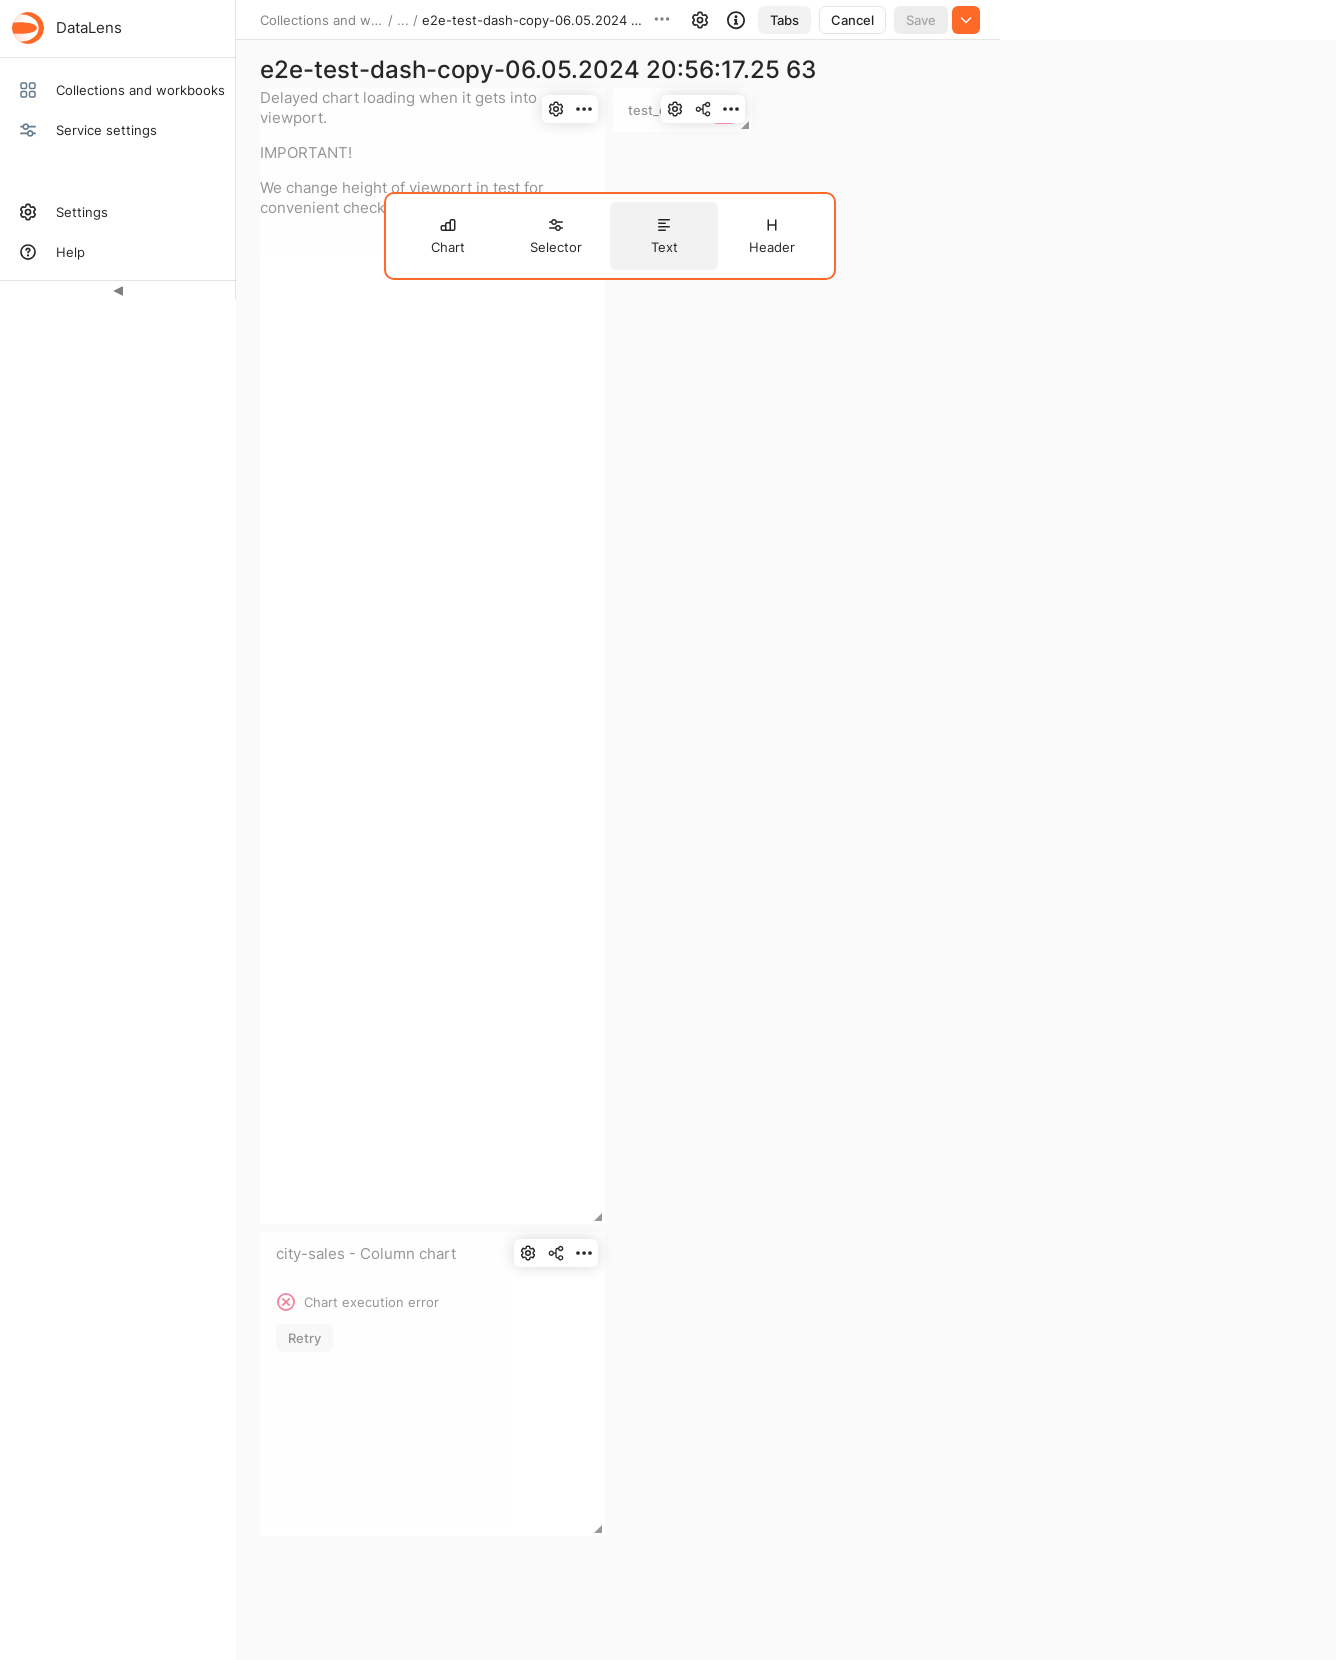 DataLens
Collections and workbooks
Service settings
Settings
Help
Collections and w... / ... / e2e-test-dash-copy-06.05.2024 ...
Tabs
Cancel
Save
e2e-test-dash-copy-06.05.2024 20:56:17.25 63
Delayed chart loading when it gets into
viewport.
IMPORTANT!
We change height of viewport in test for
convenient check
test_
Chart
Selector
Text
Header
city-sales - Column chart
Chart execution error
Retry